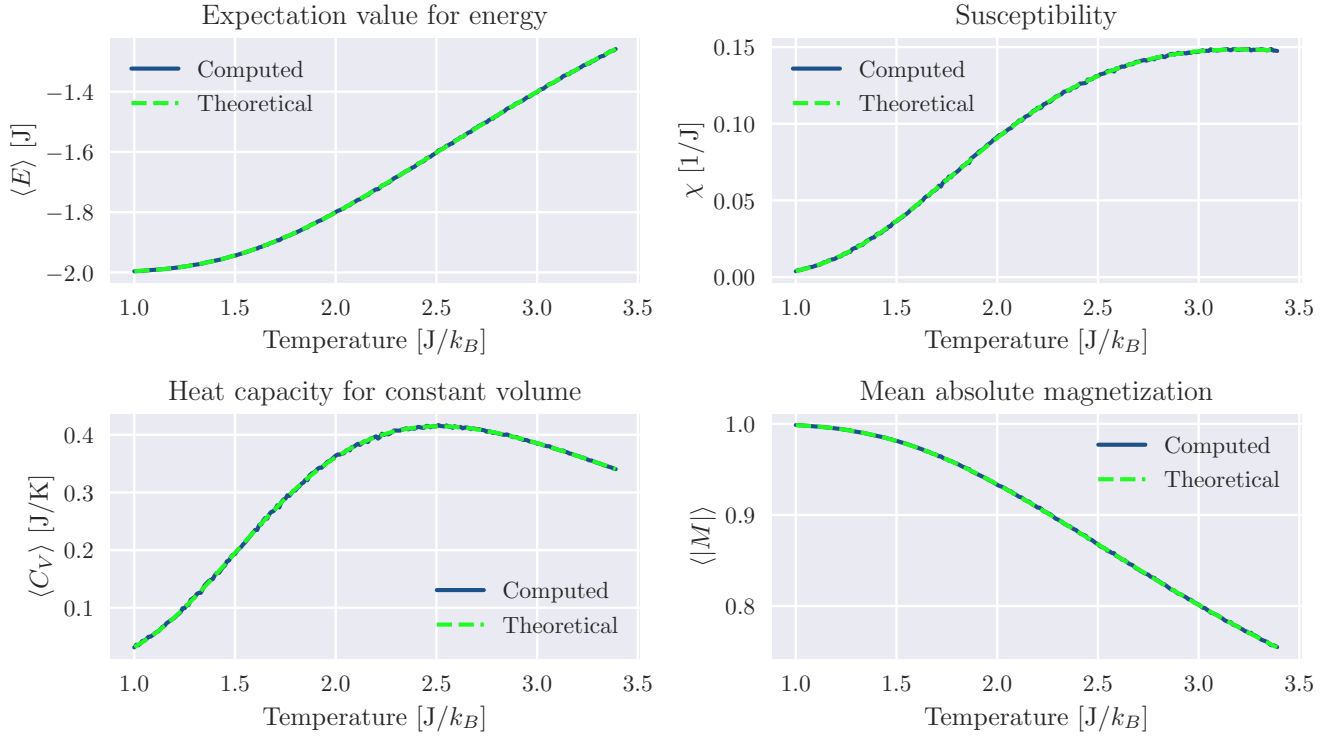 Expectation value for energy
⟨E⟩ [J]
−1.4
−1.6
−1.8
−2.0
Computed
Theoretical
1.0 1.5 2.0 2.5 3.0 3.5
Temperature [J/k_B]
Susceptibility
χ [1/J]
0.15
0.10
0.05
0.00
Computed
Theoretical
1.0 1.5 2.0 2.5 3.0 3.5
Temperature [J/k_B]
Heat capacity for constant volume
⟨C_V⟩ [J/K]
0.4
0.3
0.2
0.1
Computed
Theoretical
1.0 1.5 2.0 2.5 3.0 3.5
Temperature [J/k_B]
Mean absolute magnetization
⟨|M|⟩
1.0
0.9
0.8
Computed
Theoretical
1.0 1.5 2.0 2.5 3.0 3.5
Temperature [J/k_B]